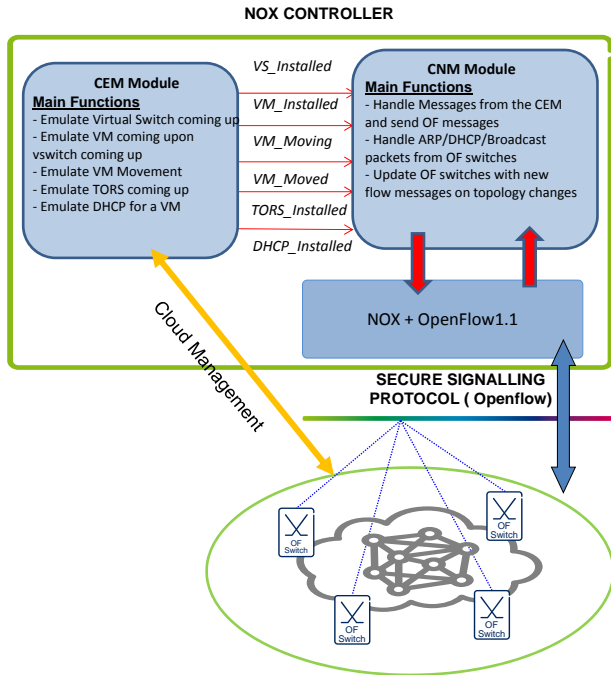 NOX CONTROLLER
CEM Module
Main Functions
- Emulate Virtual Switch coming up
- Emulate VM coming upon
vswitch coming up
- Emulate VM Movement
- Emulate TORS coming up
- Emulate DHCP for a VM
VS_Installed
VM_Installed
VM_Moving
VM_Moved
TORS_Installed
DHCP_Installed
CNM Module
Main Functions
- Handle Messages from the CEM
and send OF messages
- Handle ARP/DHCP/Broadcast
packets from OF switches
- Update OF switches with new
flow messages on topology changes
NOX + OpenFlow1.1
Cloud Management
SECURE SIGNALLING
PROTOCOL ( Openflow)
OF
Switch
OF
Switch
OF
Switch
OF
Switch